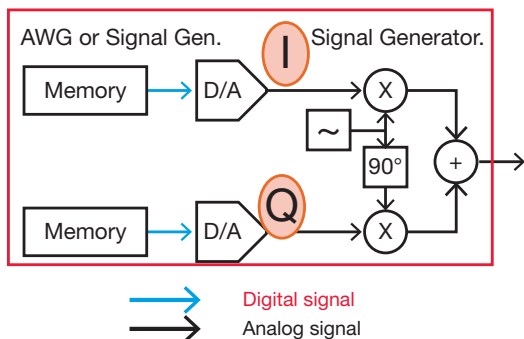 AWG or Signal Gen.
I
Signal Generator.
Memory
D/A
X
~
90°
+
Memory
D/A
Q
X
Digital signal
Analog signal